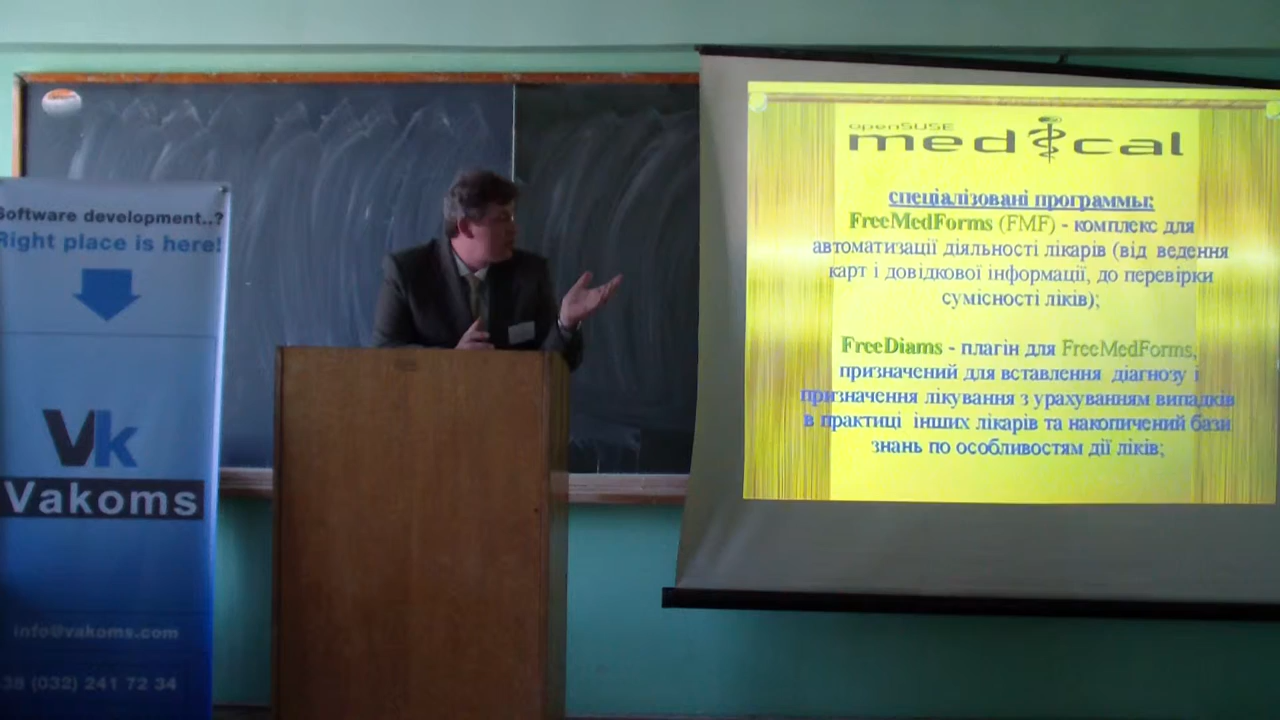 Software development..?
Right place is here!
Vk
Vakoms
info@vakoms.com
38 (032) 241 72 34
openSUSE
medical
спеціалізовані программы:
FreeMedForms (FMF) - комплекс для
автоматизації діяльності лікарів (від ведення
карт і довідкової інформації, до перевірки
сумісності ліків);
FreeDiams - плагін для FreeMedForms,
призначений для вставлення діагнозу і
призначення лікування з урахуванням випадків
в практиці інших лікарів та накопичений бази
знань по особливостям дії ліків;